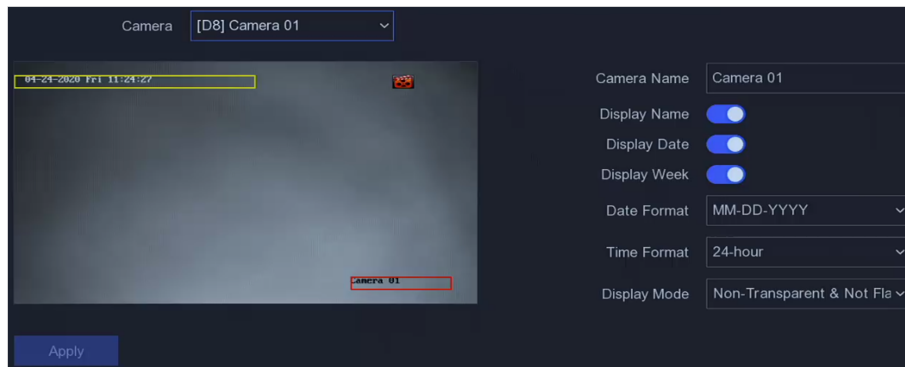 Camera [D8] Camera 01
04-24-2020 Fri 11:24:27
Camera Name Camera 01
Display Name
Display Date
Display Week
Date Format MM-DD-YYYY
Time Format 24-hour
Camera 01
Display Mode Non-Transparent & Not Fla
Apply